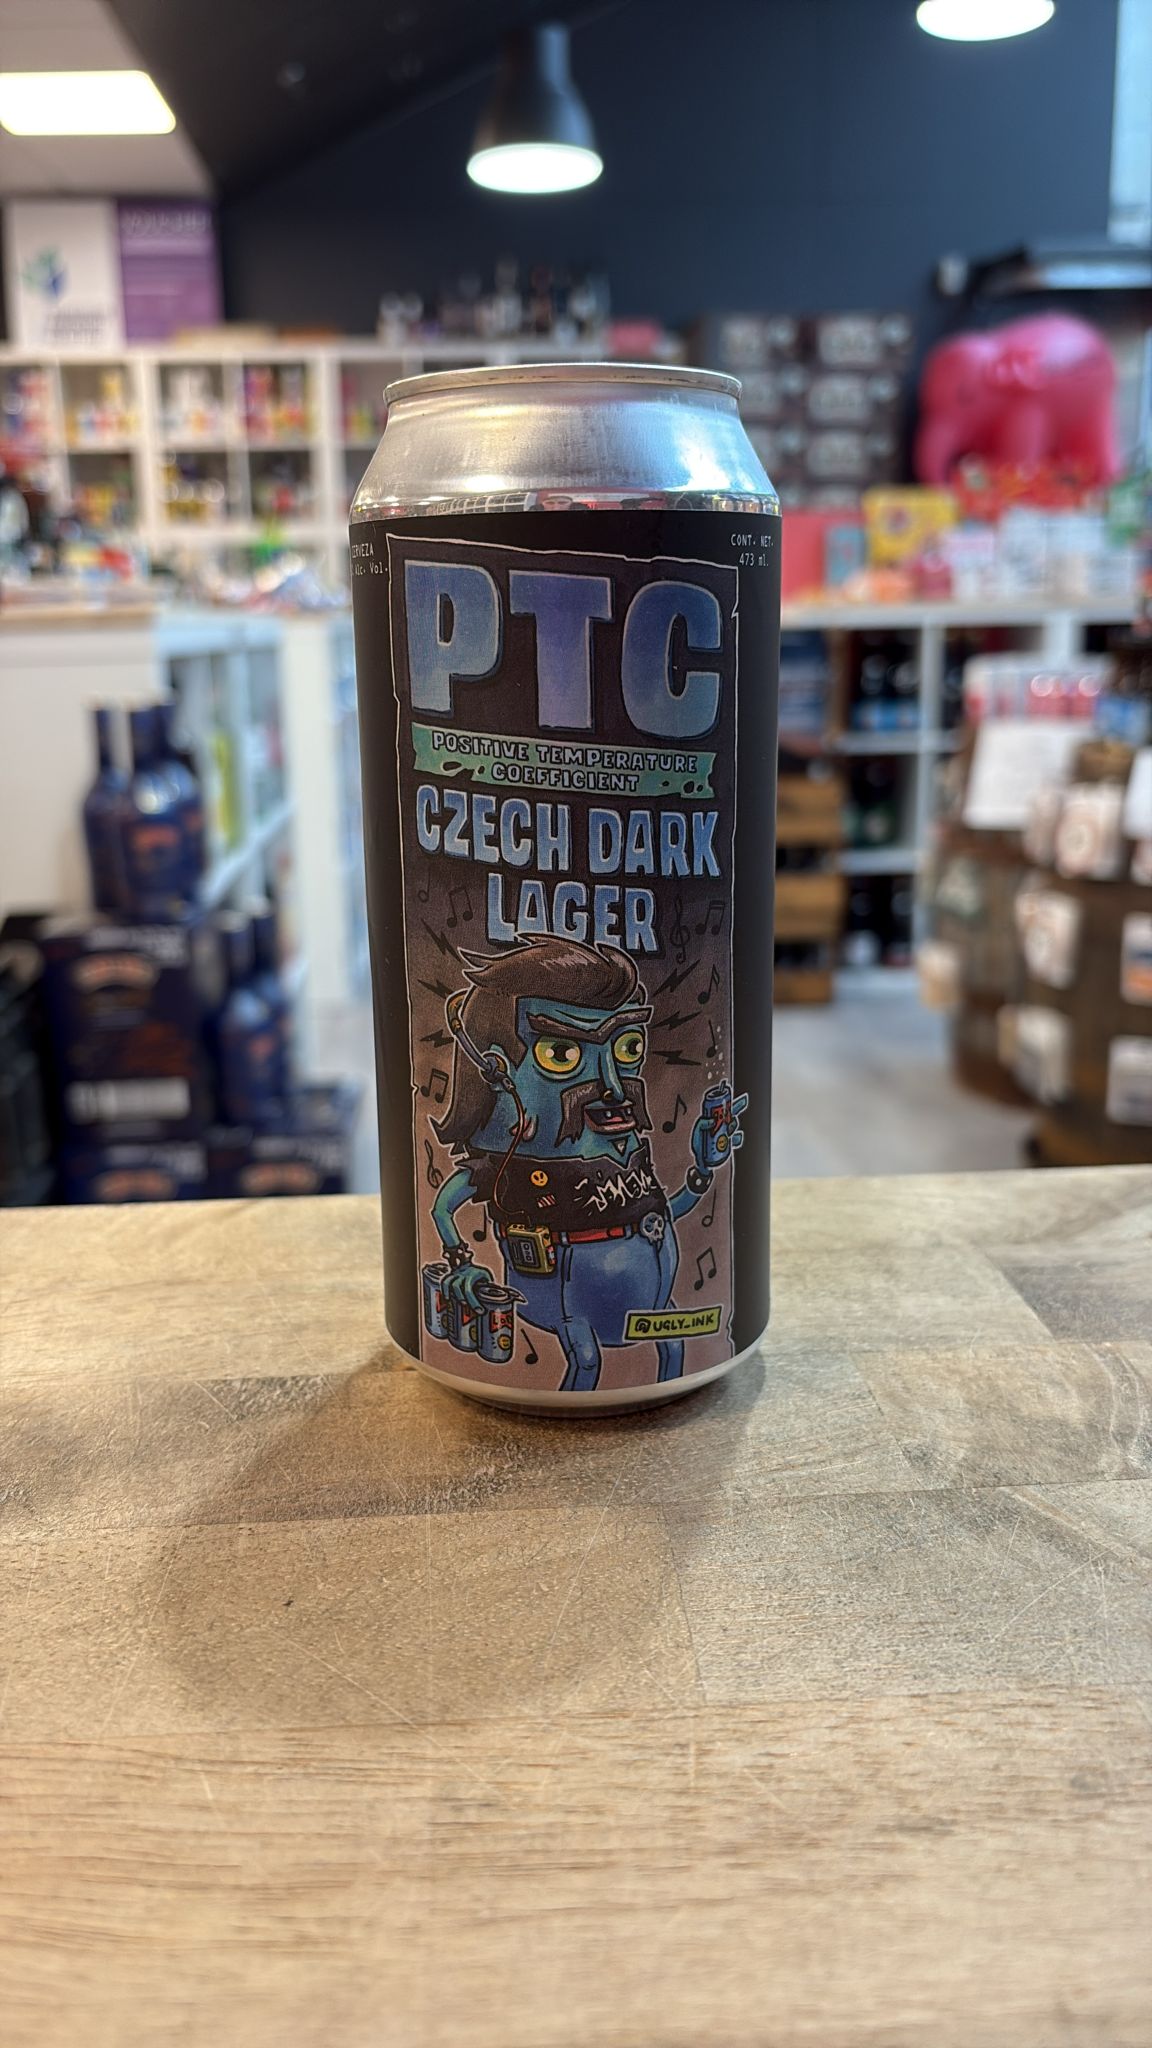 CERVEZA
Alc. Vol.
CONT. NET.
473 ml.
PTC
POSITIVE TEMPERATURE
COEFFICIENT
CZECH DARK
LAGER
@UGLY_INK